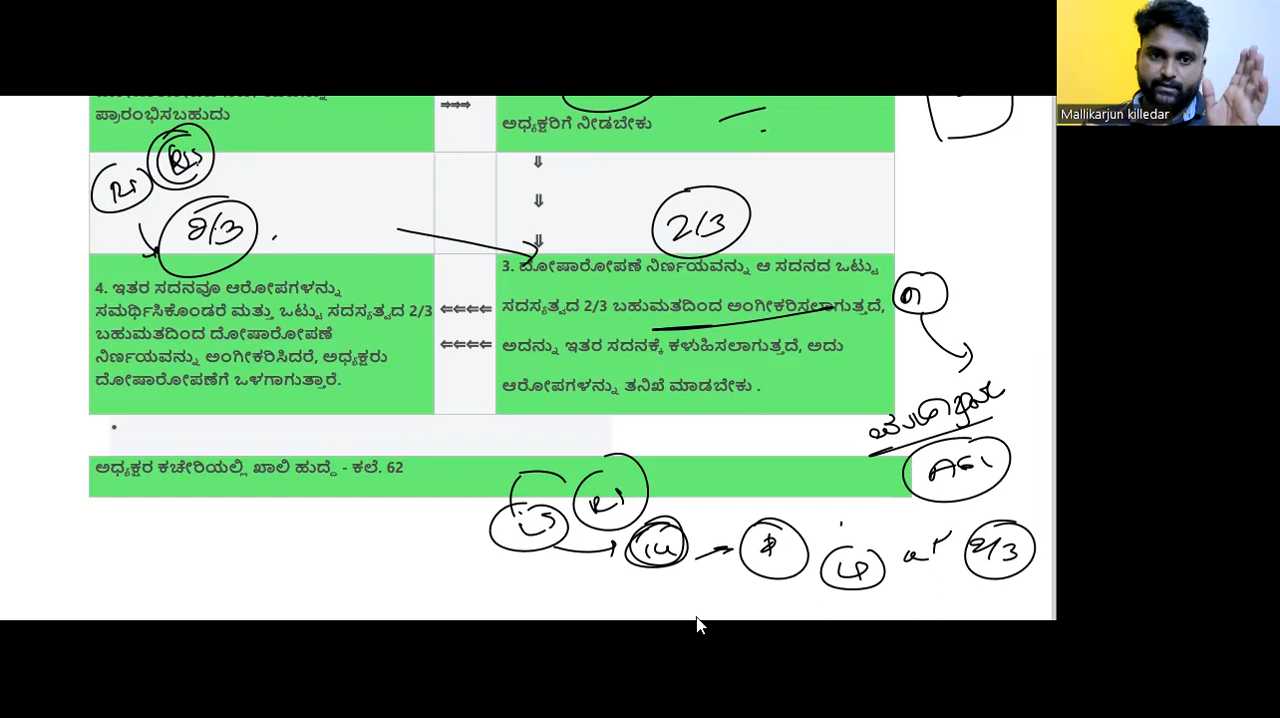 ಪ್ರಾರಂಭಿಸಬಹುದು
⇒⇒⇒
ಅಧ್ಯಕ್ಷರಿಗೆ ನೀಡಬೇಕು
Mallikarjun killedar
⇓
⇓
⇓
2/3
2/3
4. ಇತರ ಸದನವೂ ಆರೋಪಗಳನ್ನು
ಸಮರ್ಥಿಸಿಕೊಂಡರೆ ಮತ್ತು ಒಟ್ಟು ಸದಸ್ಯತ್ವದ 2/3
ಬಹುಮತದಿಂದ ದೋಷಾರೋಪಣೆ
ನಿರ್ಣಯವನ್ನು ಅಂಗೀಕರಿಸಿದರೆ, ಅಧ್ಯಕ್ಷರು
ದೋಷಾರೋಪಣೆಗೆ ಒಳಗಾಗುತ್ತಾರೆ.
⇐⇐⇐⇐
⇐⇐⇐⇐
3. ದೋಷಾರೋಪಣೆ ನಿರ್ಣಯವನ್ನು ಆ ಸದನದ ಒಟ್ಟು
ಸದಸ್ಯತ್ವದ 2/3 ಬಹುಮತದಿಂದ ಅಂಗೀಕರಿಸಲಾಗುತ್ತದೆ,
ಅದನ್ನು ಇತರ ಸದನಕ್ಕೆ ಕಳುಹಿಸಲಾಗುತ್ತದೆ, ಅದು
ಆರೋಪಗಳನ್ನು ತನಿಖೆ ಮಾಡಬೇಕು .
ಅಧ್ಯಕ್ಷರ ಕಚೇರಿಯಲ್ಲಿ ಖಾಲಿ ಹುದ್ದೆ - ಕಲೆ. 62
14
2/3